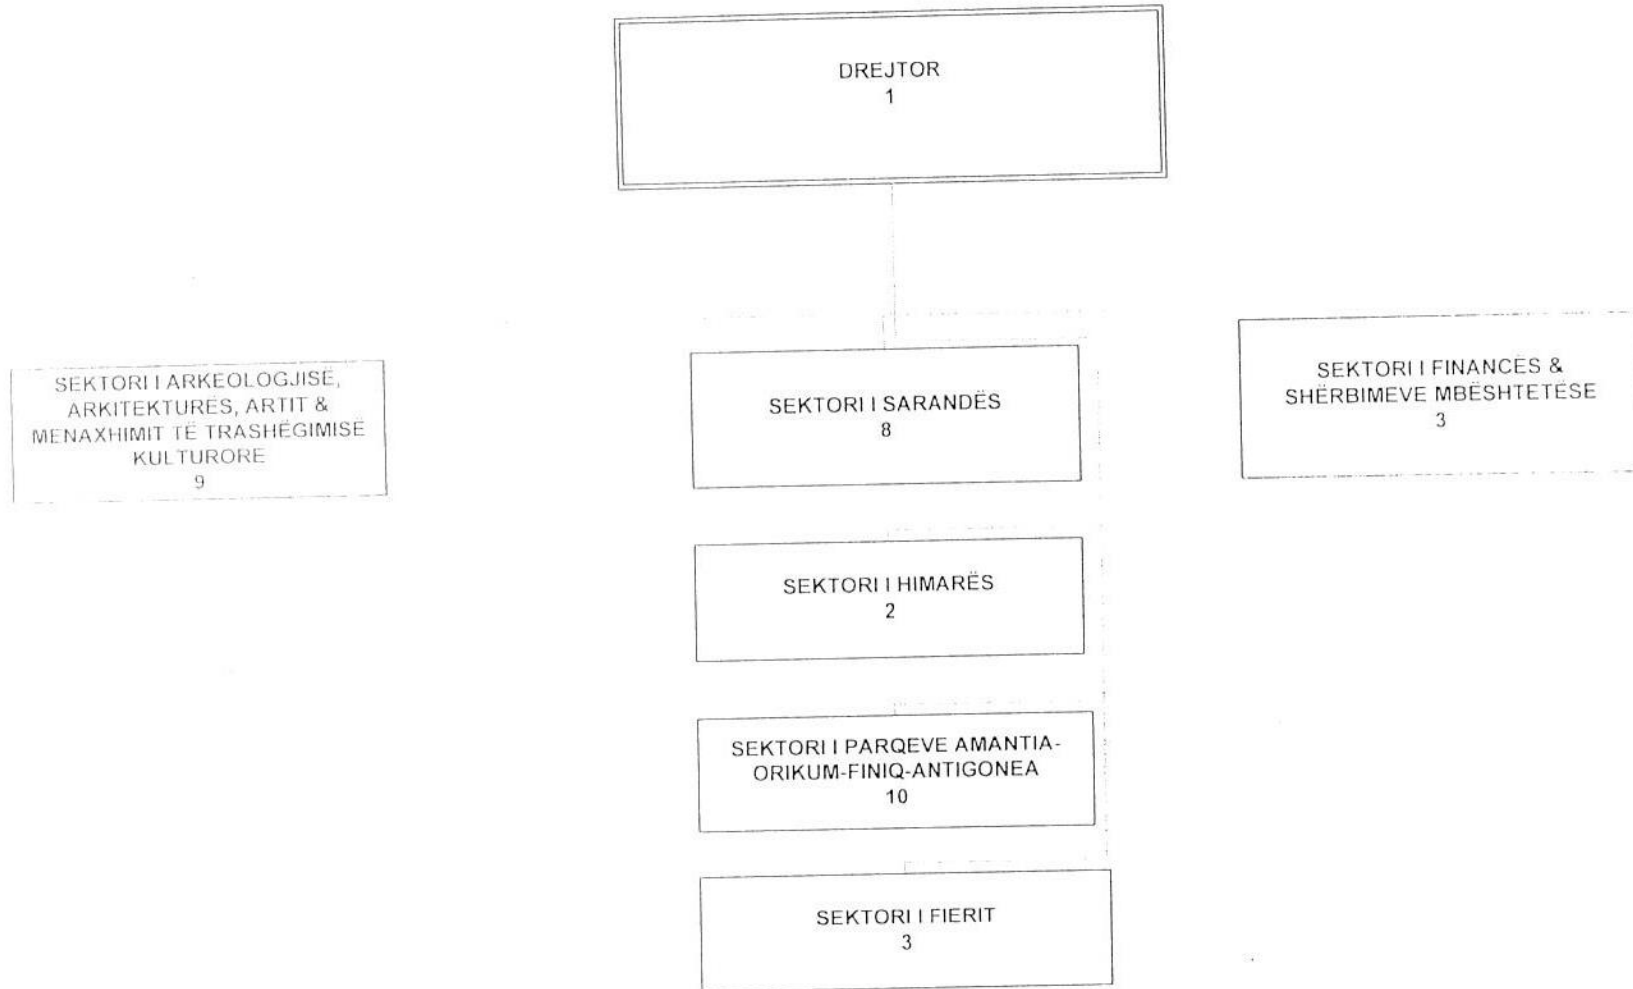 DREJTOR
1
SEKTORI I ARKEOLOGJISË,
ARKITEKTURËS, ARTIT &
MENAXHIMIT TË TRASHËGIMISË
KULTURORE
9
SEKTORI I SARANDËS
8
SEKTORI I FINANCËS &
SHËRBIMEVE MBËSHTETËSE
3
SEKTORI I HIMARËS
2
SEKTORI I PARQEVE AMANTIA-
ORIKUM-FINIQ-ANTIGONEA
10
SEKTORI I FIERIT
3